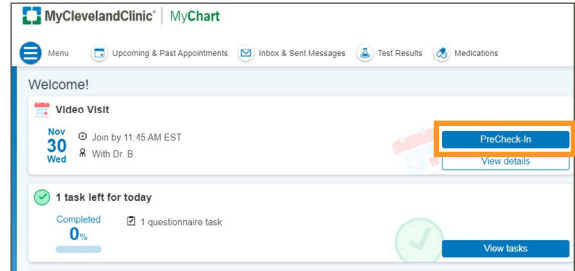 MyClevelandClinic® | MyChart
Menu Upcoming & Past Appointments Inbox & Sent Messages Test Results Medications
Welcome!
Video Visit
Nov
30
Wed
Join by 11:45 AM EST
With Dr. B
PreCheck-In
View details
1 task left for today
Completed
0%
1 questionnaire task
View tasks